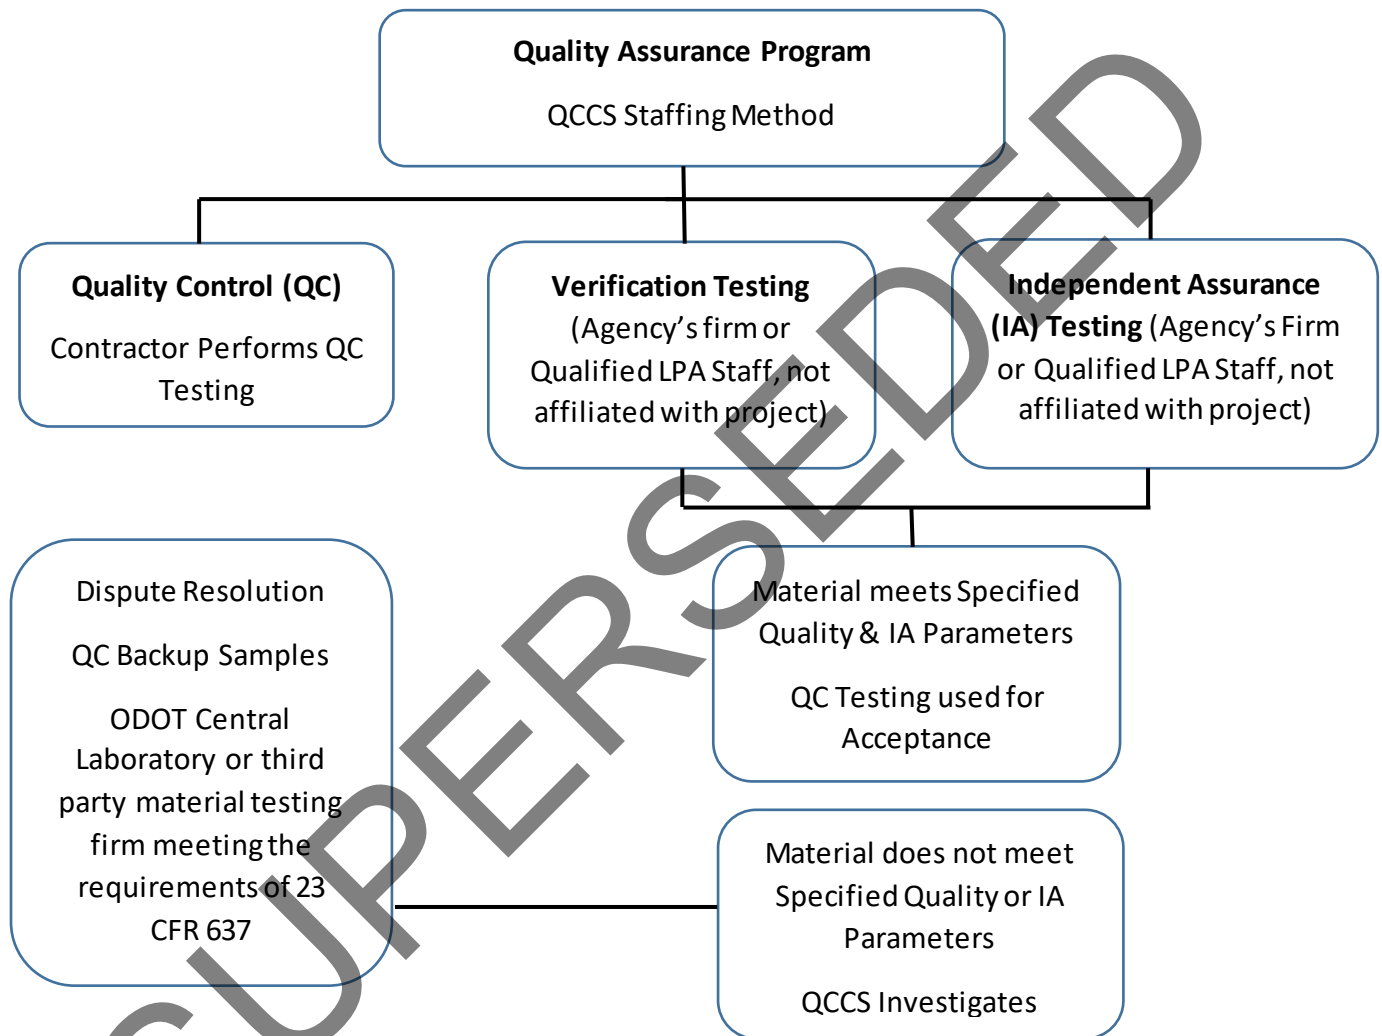 Quality Assurance Program
QCCS Staffing Method
Quality Control (QC)
Contractor Performs QC
Testing
Verification Testing
(Agency’s firm or
Qualified LPA Staff, not
affiliated with project)
Independent Assurance
(IA) Testing (Agency’s Firm
or Qualified LPA Staff, not
affiliated with project)
Dispute Resolution
QC Backup Samples
ODOT Central
Laboratory or third
party material testing
firm meeting the
requirements of 23
CFR 637
Material meets Specified
Quality & IA Parameters
QC Testing used for
Acceptance
Material does not meet
Specified Quality or IA
Parameters
QCCS Investigates
SUPERSEDED